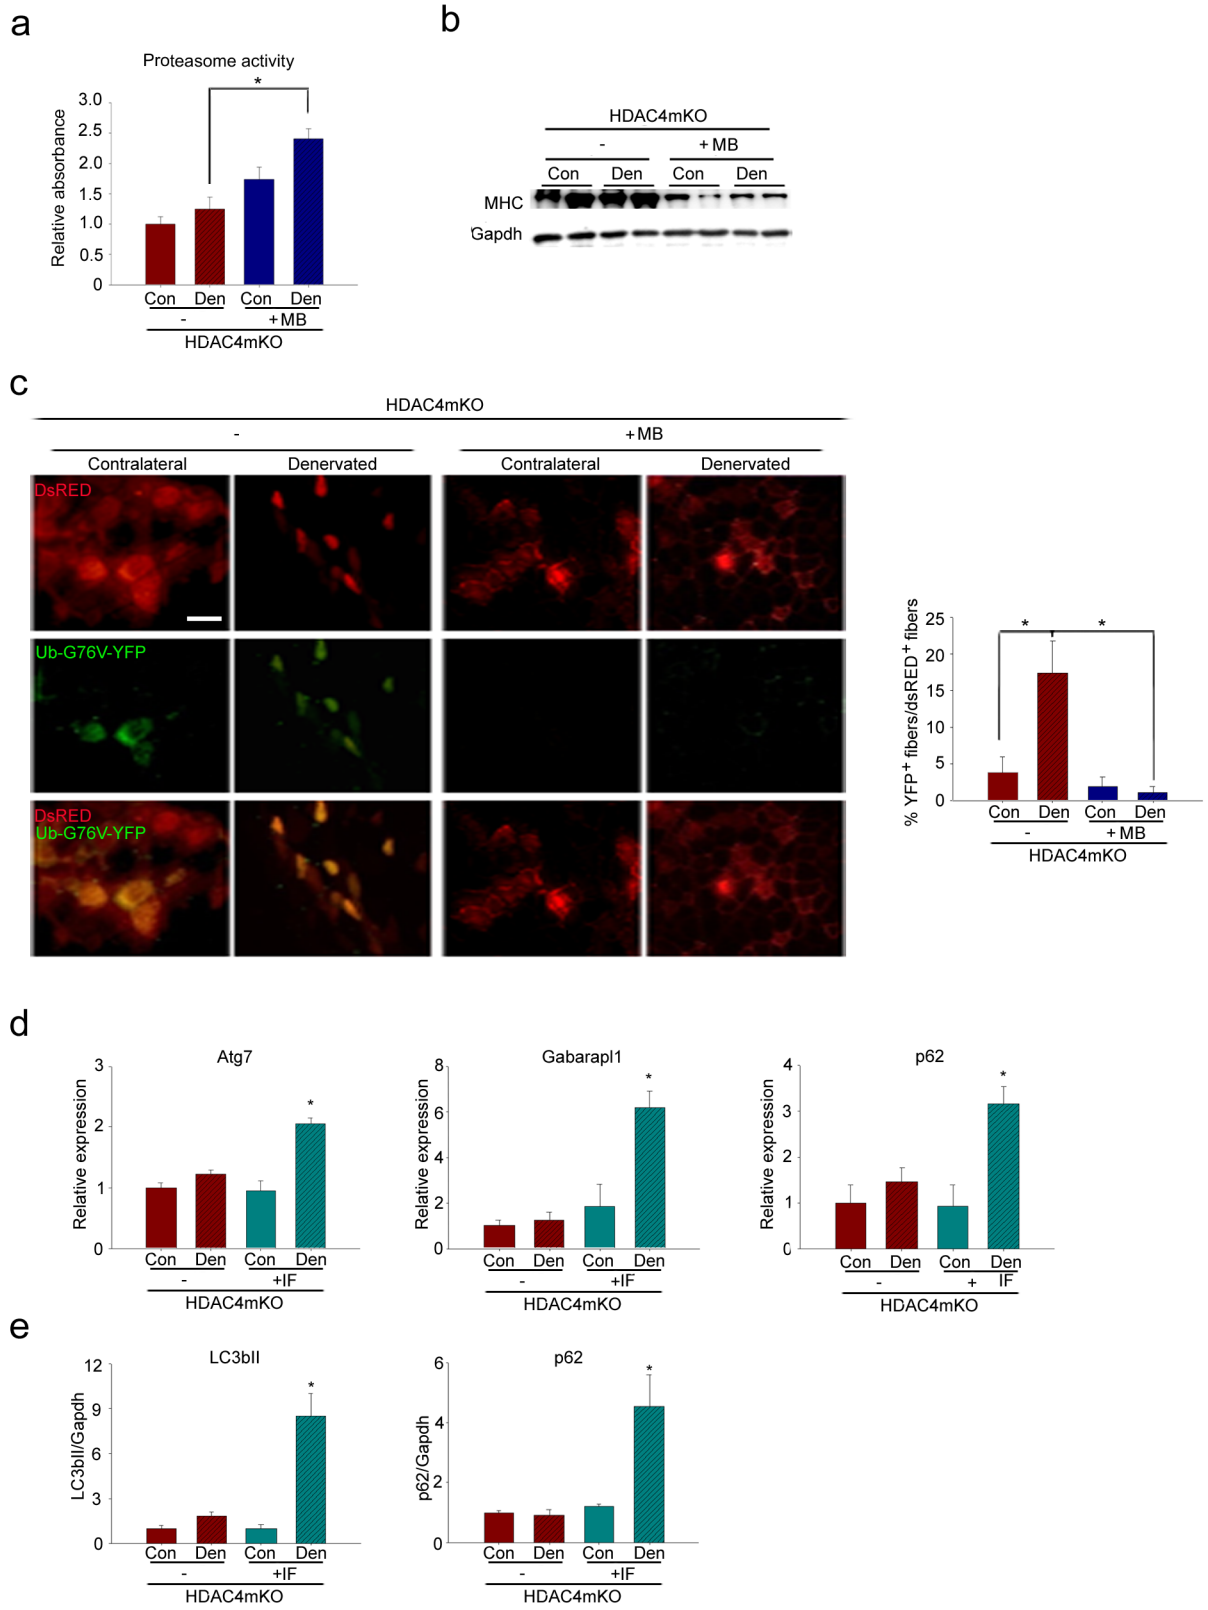 a
Proteasome activity
*
Relative absorbance
3.0
2.5
2.0
1.5
1.0
0.5
0
Con Den Con Den
- +MB
HDAC4mKO
b
HDAC4mKO
- +MB
Con Den Con Den
MHC
Gapdh
c
HDAC4mKO
- +MB
Contralateral Denervated Contralateral Denervated
DsRED
Ub-G76V-YFP
DsRED
Ub-G76V-YFP
% YFP+ fibers/dsRED+ fibers
25
20
15
10
5
0
* *
Con Den Con Den
- +MB
HDAC4mKO
d
Atg7
Relative expression
3
2
1
0
*
Con Den Con Den
- +IF
HDAC4mKO
Gabarapl1
Relative expression
8
6
4
2
0
*
Con Den Con Den
- +IF
HDAC4mKO
p62
Relative expression
4
3
2
1
0
*
Con Den Con Den
- + IF
HDAC4mKO
e
LC3bII
LC3bII/Gapdh
12
9
6
3
0
*
Con Den Con Den
- +IF
HDAC4mKO
p62
p62/Gapdh
6
4
2
0
*
Con Den Con Den
- +IF
HDAC4mKO